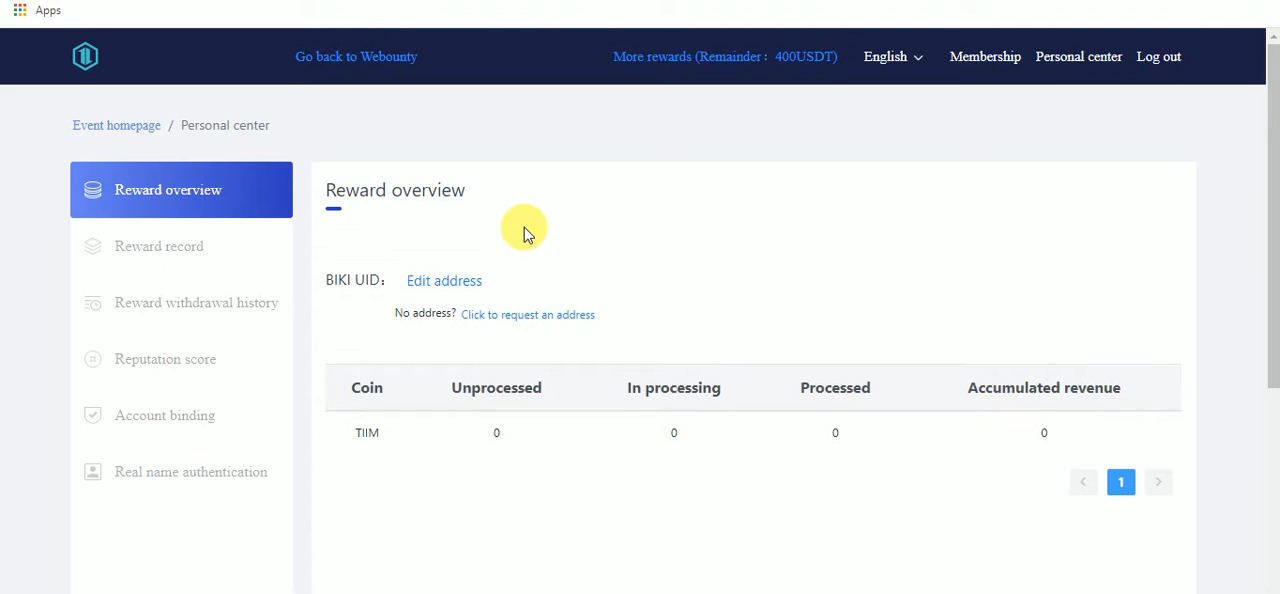 Apps
Go back to Webounty
More rewards (Remainder : 400USDT)
English
Membership
Personal center
Log out
Event homepage / Personal center
Reward overview
Reward record
Reward withdrawal history
Reputation score
Account binding
Real name authentication
Reward overview
BIKI UID: Edit address
No address? Click to request an address
Coin Unprocessed In processing Processed Accumulated revenue
TIIM 0 0 0 0
< 1 >